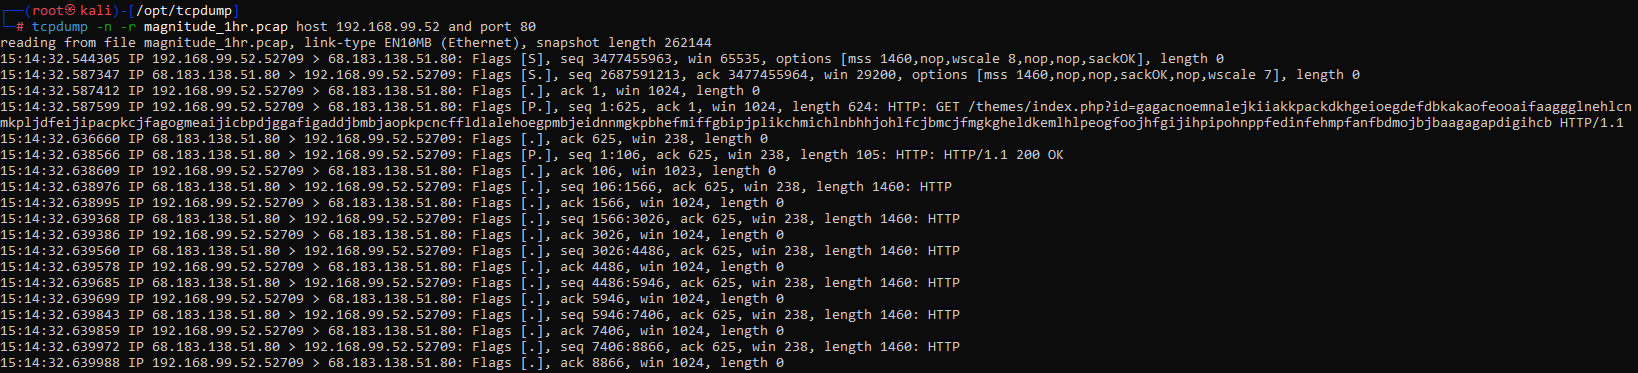 ┌──(root㉿kali)-[/opt/tcpdump]
└─# tcpdump -n -r magnitude_1hr.pcap host 192.168.99.52 and port 80
reading from file magnitude_1hr.pcap, link-type EN10MB (Ethernet), snapshot length 262144
15:14:32.544305 IP 192.168.99.52.52709 > 68.183.138.51.80: Flags [S], seq 3477455963, win 65535, options [mss 1460,nop,wscale 8,nop,nop,sackOK], length 0
15:14:32.587347 IP 68.183.138.51.80 > 192.168.99.52.52709: Flags [S.], seq 2687591213, ack 3477455964, win 29200, options [mss 1460,nop,nop,sackOK,nop,wscale 7], length 0
15:14:32.587412 IP 192.168.99.52.52709 > 68.183.138.51.80: Flags [.], ack 1, win 1024, length 0
15:14:32.587599 IP 192.168.99.52.52709 > 68.183.138.51.80: Flags [P.], seq 1:625, ack 1, win 1024, length 624: HTTP: GET /themes/index.php?id=gagacnoemnalejkiiakkpackdkhgeioegdefdbkakaofeooaifaaggglnehlcn
mkpljdfeijipacpkcjfagogmeaijicbpdjggafigaddjbmbjaopkpcncffldlalehoegpmbjeidnnmgkpbhefmiffgbipjplikchmichlnbhhjohlfcjbmcjfmgkgheldkemlhlpeogfoojhfgijihpipohnppfedinfehmpfanfbdmojbjbaagagapdigihcb HTTP/1.1
15:14:32.636660 IP 68.183.138.51.80 > 192.168.99.52.52709: Flags [.], ack 625, win 238, length 0
15:14:32.638566 IP 68.183.138.51.80 > 192.168.99.52.52709: Flags [P.], seq 1:106, ack 625, win 238, length 105: HTTP: HTTP/1.1 200 OK
15:14:32.638609 IP 192.168.99.52.52709 > 68.183.138.51.80: Flags [.], ack 106, win 1023, length 0
15:14:32.638976 IP 68.183.138.51.80 > 192.168.99.52.52709: Flags [.], seq 106:1566, ack 625, win 238, length 1460: HTTP
15:14:32.638995 IP 192.168.99.52.52709 > 68.183.138.51.80: Flags [.], ack 1566, win 1024, length 0
15:14:32.639368 IP 68.183.138.51.80 > 192.168.99.52.52709: Flags [.], seq 1566:3026, ack 625, win 238, length 1460: HTTP
15:14:32.639386 IP 192.168.99.52.52709 > 68.183.138.51.80: Flags [.], ack 3026, win 1024, length 0
15:14:32.639560 IP 68.183.138.51.80 > 192.168.99.52.52709: Flags [.], seq 3026:4486, ack 625, win 238, length 1460: HTTP
15:14:32.639578 IP 192.168.99.52.52709 > 68.183.138.51.80: Flags [.], ack 4486, win 1024, length 0
15:14:32.639685 IP 68.183.138.51.80 > 192.168.99.52.52709: Flags [.], seq 4486:5946, ack 625, win 238, length 1460: HTTP
15:14:32.639699 IP 192.168.99.52.52709 > 68.183.138.51.80: Flags [.], ack 5946, win 1024, length 0
15:14:32.639843 IP 68.183.138.51.80 > 192.168.99.52.52709: Flags [.], seq 5946:7406, ack 625, win 238, length 1460: HTTP
15:14:32.639859 IP 192.168.99.52.52709 > 68.183.138.51.80: Flags [.], ack 7406, win 1024, length 0
15:14:32.639972 IP 68.183.138.51.80 > 192.168.99.52.52709: Flags [.], seq 7406:8866, ack 625, win 238, length 1460: HTTP
15:14:32.639988 IP 192.168.99.52.52709 > 68.183.138.51.80: Flags [.], ack 8866, win 1024, length 0